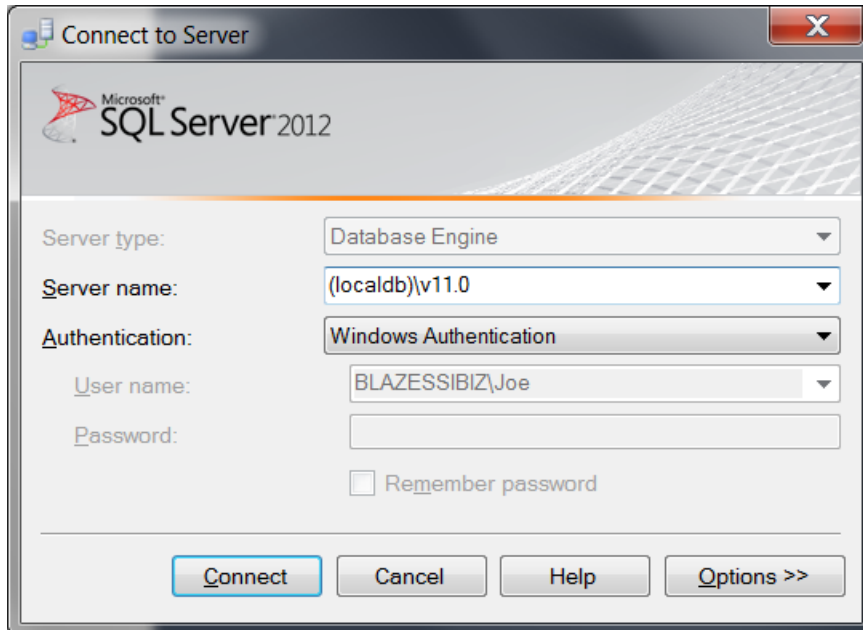 Connect to Server
X
Microsoft®
SQL Server® 2012
Server type:
Database Engine
Server name:
(localdb)\v11.0
Authentication:
Windows Authentication
User name:
BLAZESSIBIZ\Joe
Password:
Remember password
Connect
Cancel
Help
Options >>